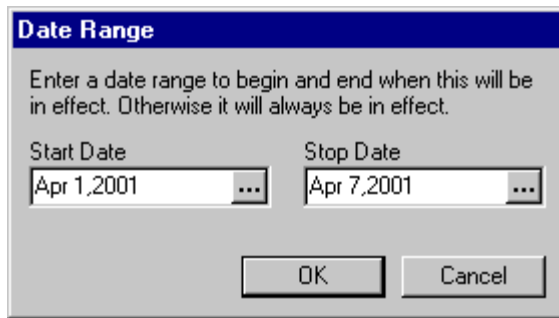 Date Range
Enter a date range to begin and end when this will be
in effect. Otherwise it will always be in effect.
Start Date Stop Date
Apr 1,2001 ... Apr 7,2001 ...
OK Cancel